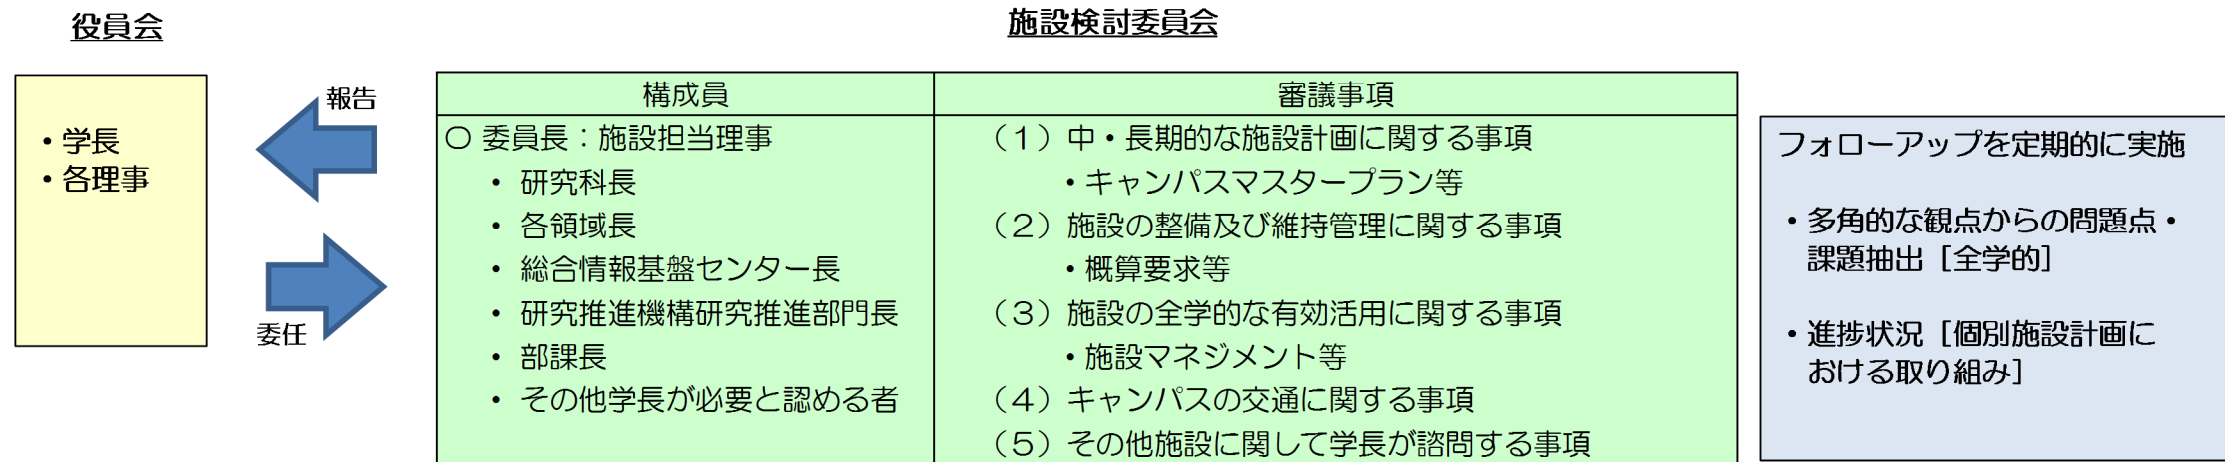 役員会
・学長
・各理事
報告
委任
施設検討委員会
構成員
〇 委員長：施設担当理事
・ 研究科長
・ 各領域長
・ 総合情報基盤センター長
・ 研究推進機構研究推進部門長
・ 部課長
・ その他学長が必要と認める者
審議事項
（１）中・長期的な施設計画に関する事項
・キャンパスマスタープラン等
（２）施設の整備及び維持管理に関する事項
・概算要求等
（３）施設の全学的な有効活用に関する事項
・施設マネジメント等
（４）キャンパスの交通に関する事項
（５）その他施設に関して学長が諮問する事項
フォローアップを定期的に実施
・多角的な観点からの問題点・
課題抽出［全学的］
・進捗状況［個別施設計画に
おける取り組み］